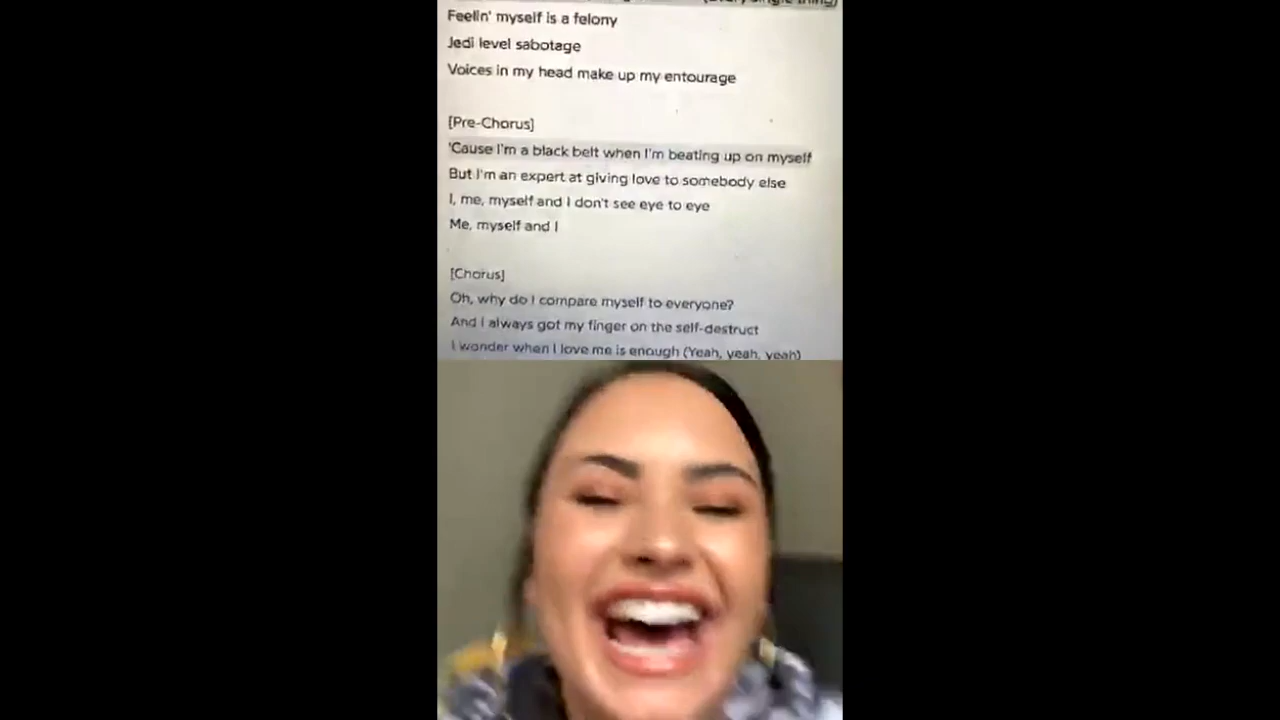 (Every single thing)
Feelin' myself is a felony
Jedi level sabotage
Voices in my head make up my entourage
[Pre-Chorus]
'Cause I'm a black belt when I'm beating up on myself
But I'm an expert at giving love to somebody else
I, me, myself and I don't see eye to eye
Me, myself and I
[Chorus]
Oh, why do I compare myself to everyone?
And I always got my finger on the self-destruct
I wonder when I love me is enough (Yeah, yeah, yeah)